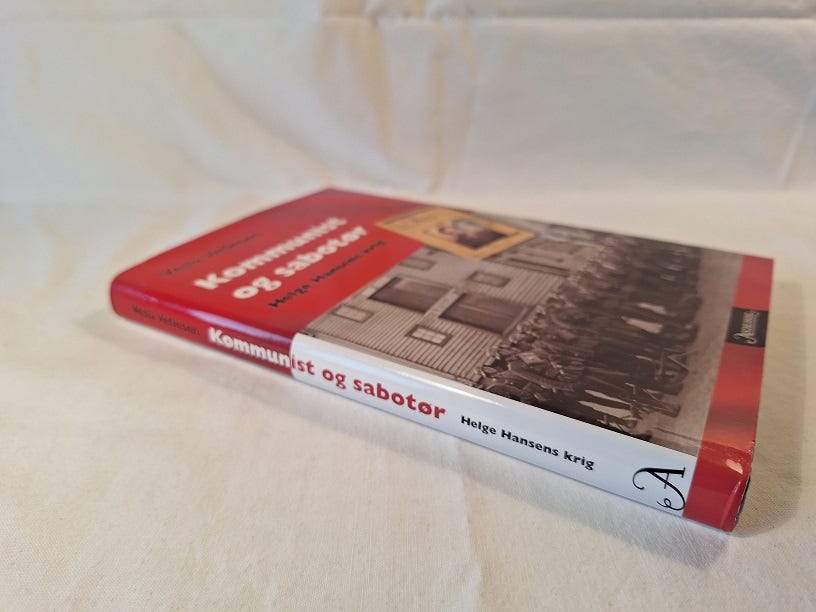 Kommunist
og sabotør
Helge Hansens krig
Kommunist og sabotør
Helge Hansens krig
A